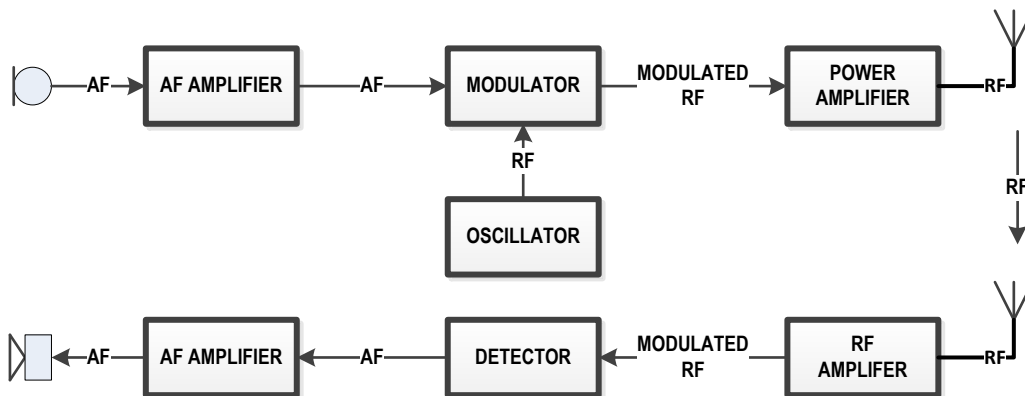 AF
AF AMPLIFIER
AF
MODULATOR
MODULATED
RF
POWER
AMPLIFIER
RF
RF
OSCILLATOR
RF
AF
AF AMPLIFIER
AF
DETECTOR
MODULATED
RF
RF
AMPLIFER
RF